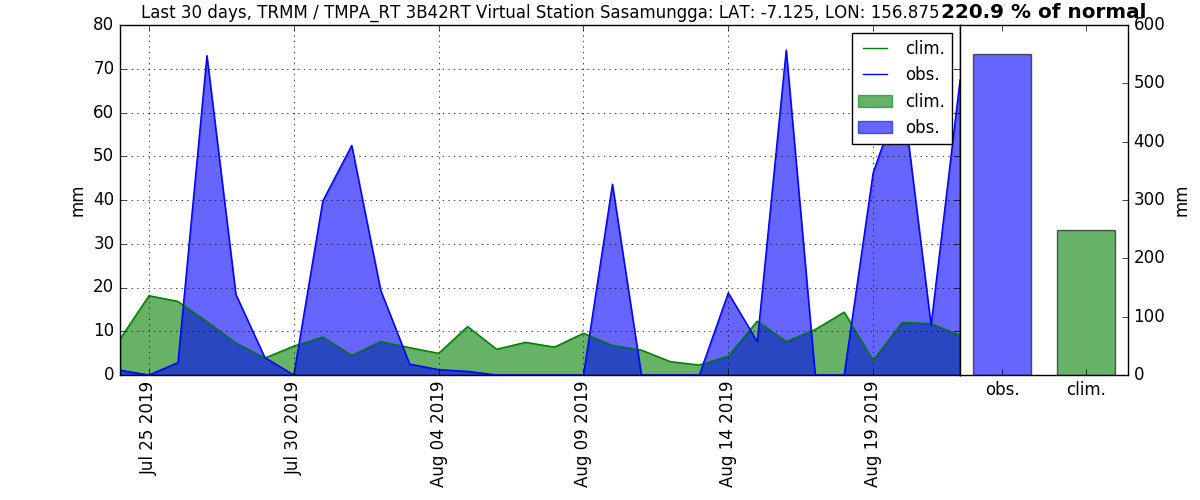 Last 30 days, TRMM / TMPA_RT 3B42RT Virtual Station Sasamungga: LAT: -7.125, LON: 156.875 220.9 % of normal
80
70
60
50
40
30
20
10
0
mm
clim.
obs.
clim.
obs.
600
500
400
300
200
100
0
mm
obs.
clim.
Jul 25 2019
Jul 30 2019
Aug 04 2019
Aug 09 2019
Aug 14 2019
Aug 19 2019